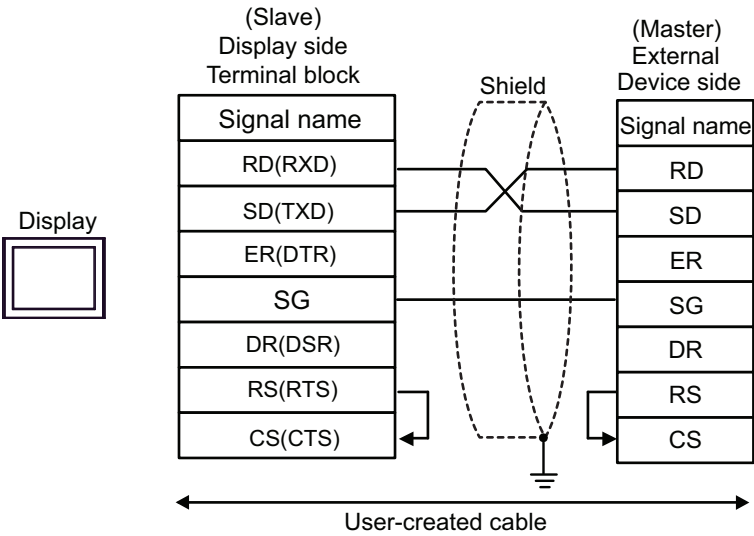 (Slave)
Display side
Terminal block
(Master)
External
Device side
Shield
Display
Signal name
RD(RXD)
SD(TXD)
ER(DTR)
SG
DR(DSR)
RS(RTS)
CS(CTS)
Signal name
RD
SD
ER
SG
DR
RS
CS
User-created cable